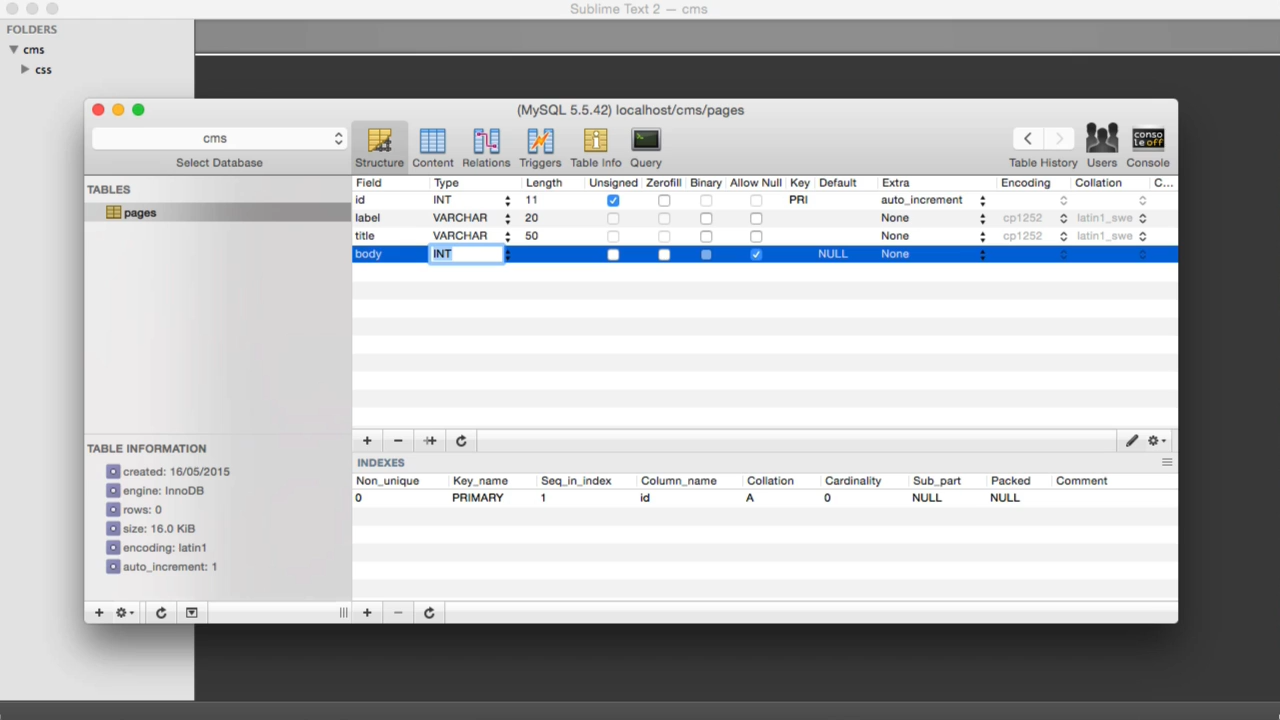 Sublime Text 2 — cms
FOLDERS
cms
css
(MySQL 5.5.42) localhost/cms/pages
cms
Select Database
Structure Content Relations Triggers Table Info Query
conso le off
Table History Users Console
TABLES
pages
Field Type Length Unsigned Zerofill Binary Allow Null Key Default Extra Encoding Collation C...
id INT 11 PRI auto_increment
label VARCHAR 20 None cp1252 latin1_swe
title VARCHAR 50 None cp1252 latin1_swe
body INT NULL None
TABLE INFORMATION
created: 16/05/2015
engine: InnoDB
rows: 0
size: 16.0 KiB
encoding: latin1
auto_increment: 1
INDEXES
Non_unique Key_name Seq_in_index Column_name Collation Cardinality Sub_part Packed Comment
0 PRIMARY 1 id A 0 NULL NULL